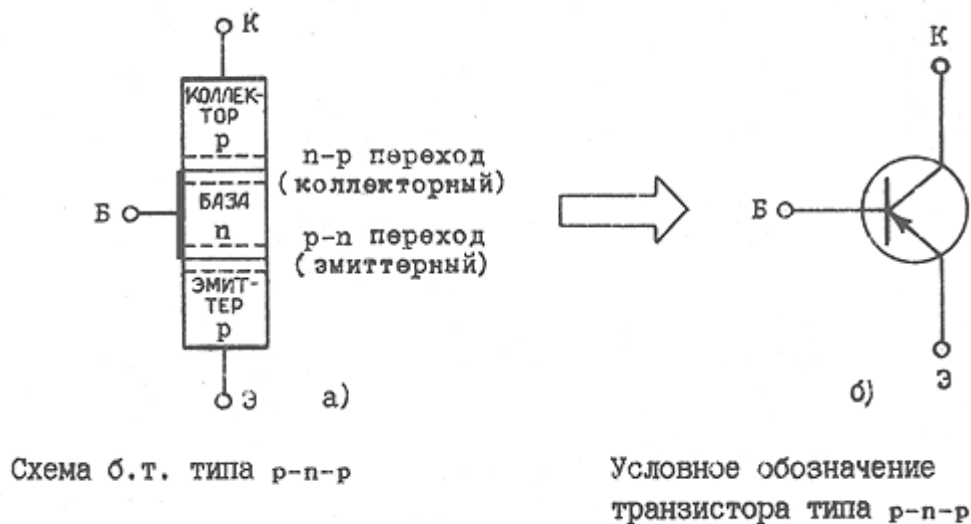 К
КОЛЛЕК-
ТОР
p
n-p переход
(коллекторный)
Б
БАЗА
n
p-n переход
(эмиттерный)
ЭМИТ-
ТЕР
p
Э
а)
К
Б
Э
б)
Схема б.т. типа p-n-p
Условное обозначение
транзистора типа p-n-p